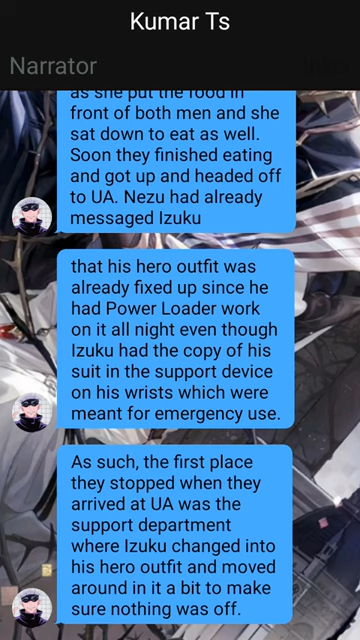 Kumar Ts
Narrator
as she put the food in
front of both men and she
sat down to eat as well.
Soon they finished eating
and got up and headed off
to UA. Nezu had already
messaged Izuku
that his hero outfit was
already fixed up since he
had Power Loader work
on it all night even though
Izuku had the copy of his
suit in the support device
on his wrists which were
meant for emergency use.
As such, the first place
they stopped when they
arrived at UA was the
support department
where Izuku changed into
his hero outfit and moved
around in it a bit to make
sure nothing was off.